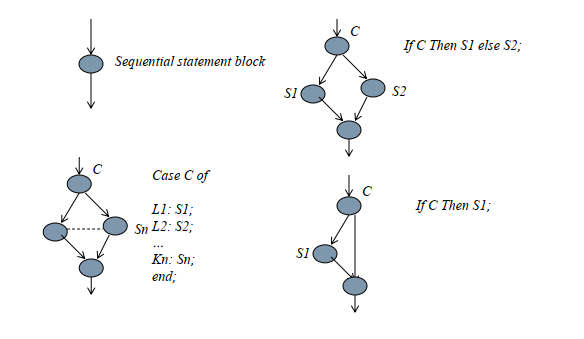 Sequential statement block
C
If C Then S1 else S2;
S1
S2
C
Case C of
L1: S1;
Sn
L2: S2;
...
Kn: Sn;
end;
C
If C Then S1;
S1